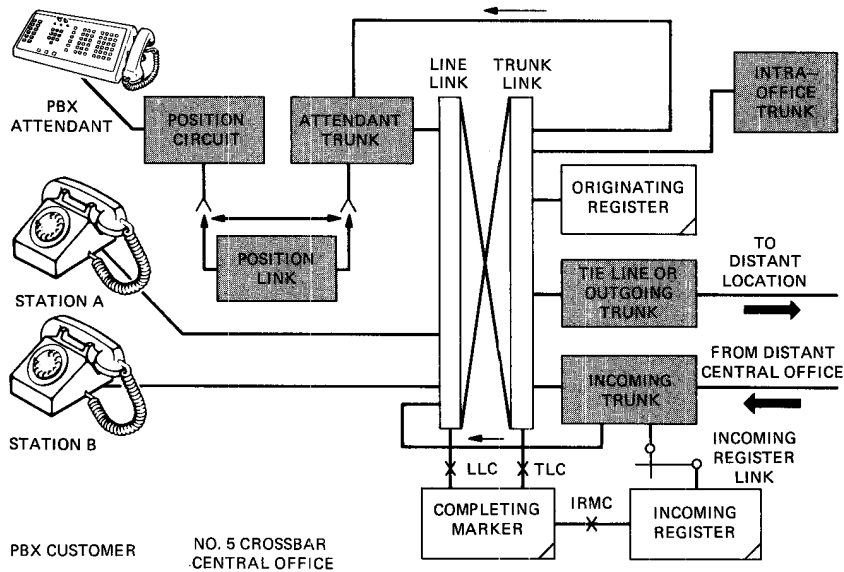 PBX
ATTENDANT
POSITION
CIRCUIT
ATTENDANT
TRUNK
POSITION
LINK
LINE
LINK
TRUNK
LINK
INTRA-
OFFICE
TRUNK
ORIGINATING
REGISTER
TIE LINE OR
OUTGOING
TRUNK
TO
DISTANT
LOCATION
INCOMING
TRUNK
FROM DISTANT
CENTRAL OFFICE
STATION A
STATION B
LLC
TLC
INCOMING
REGISTER
LINK
COMPLETING
MARKER
IRMC
INCOMING
REGISTER
PBX CUSTOMER
NO. 5 CROSSBAR
CENTRAL OFFICE